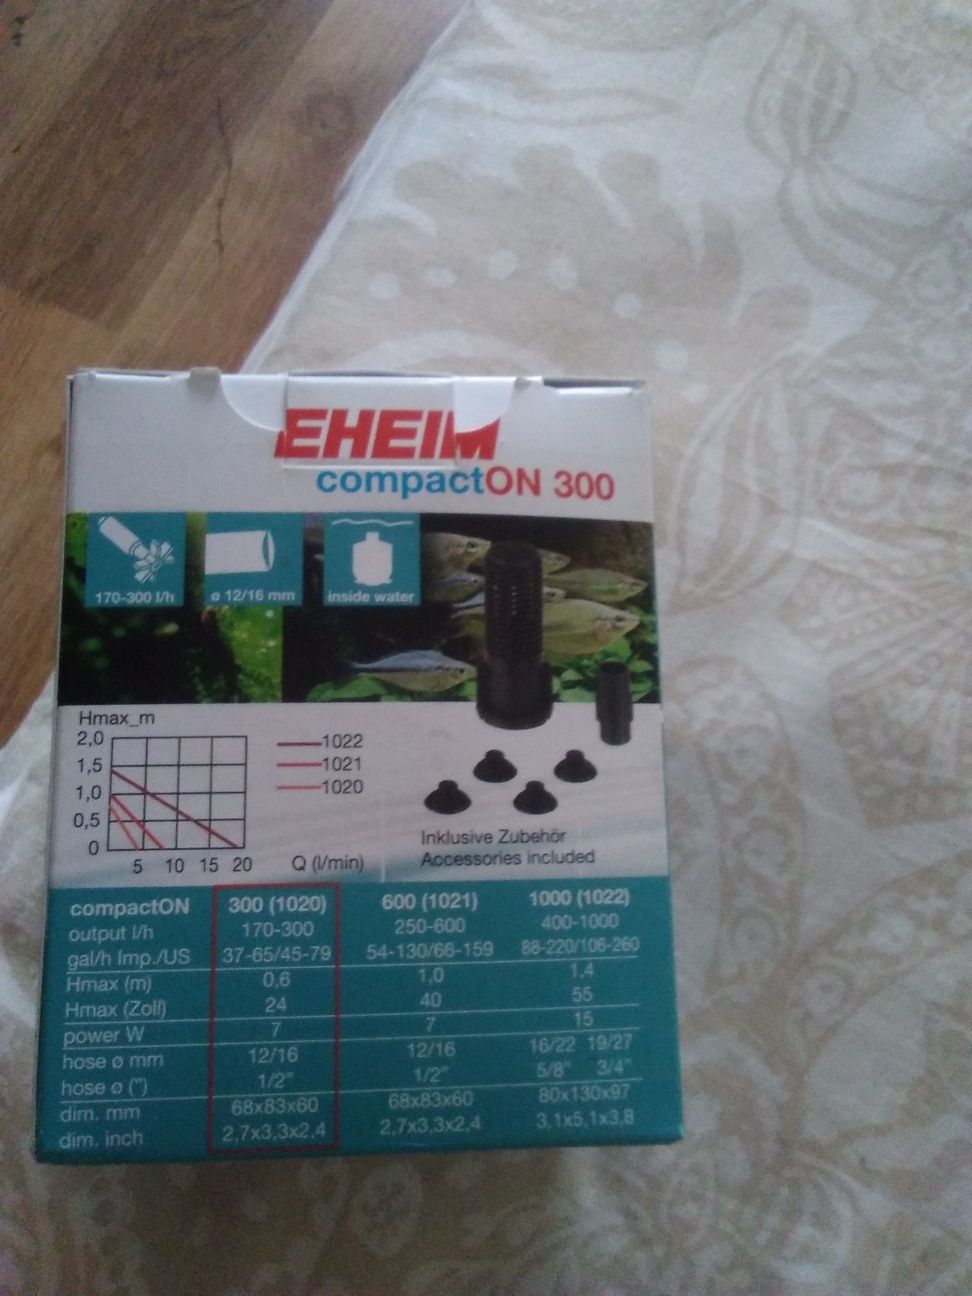 EHEIM
compactON 300
170-300 l/h
ø 12/16 mm
inside water
Hmax_m
2,0
1,5
1,0
0,5
0
5 10 15 20
Q (l/min)
1022
1021
1020
Inklusive Zubehör
Accessories included
compactON 300 (1020) 600 (1021) 1000 (1022)
output l/h 170-300 250-600 400-1000
gal/h Imp./US 37-65/45-79 54-130/66-159 88-220/106-260
Hmax (m) 0,6 1,0 1,4
Hmax (Zoll) 24 40 55
power W 7 7 15
hose ø mm 12/16 12/16 16/22 19/27
hose ø (") 1/2" 1/2" 5/8" 3/4"
dim. mm 68x83x60 68x83x60 80x130x97
dim. inch 2,7x3,3x2,4 2,7x3,3x2,4 3,1x5,1x3.8